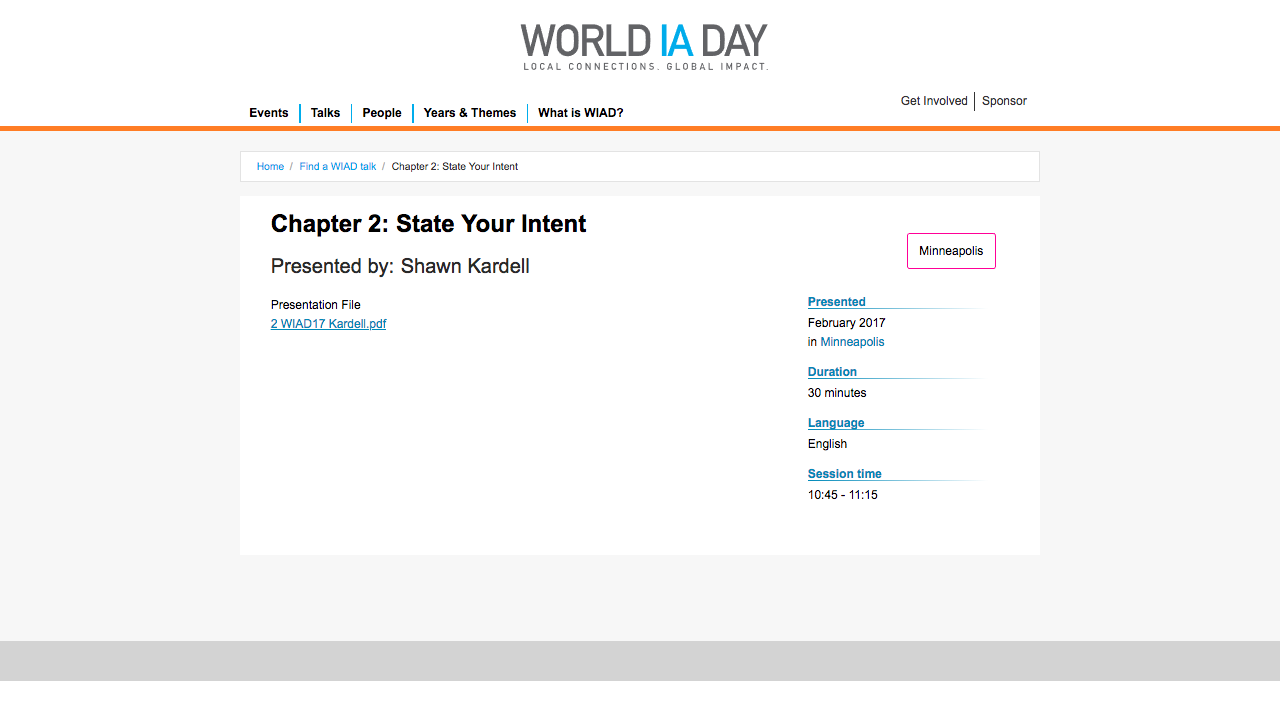 WORLD IA DAY
LOCAL CONNECTIONS. GLOBAL IMPACT.
Get Involved
Sponsor
Events
Talks
People
Years & Themes
What is WIAD?
Home / Find a WIAD talk / Chapter 2: State Your Intent
Chapter 2: State Your Intent
Minneapolis
Presented by: Shawn Kardell
Presentation File
2 WIAD17 Kardell.pdf
Presented
February 2017
in Minneapolis
Duration
30 minutes
Language
English
Session time
10:45 - 11:15